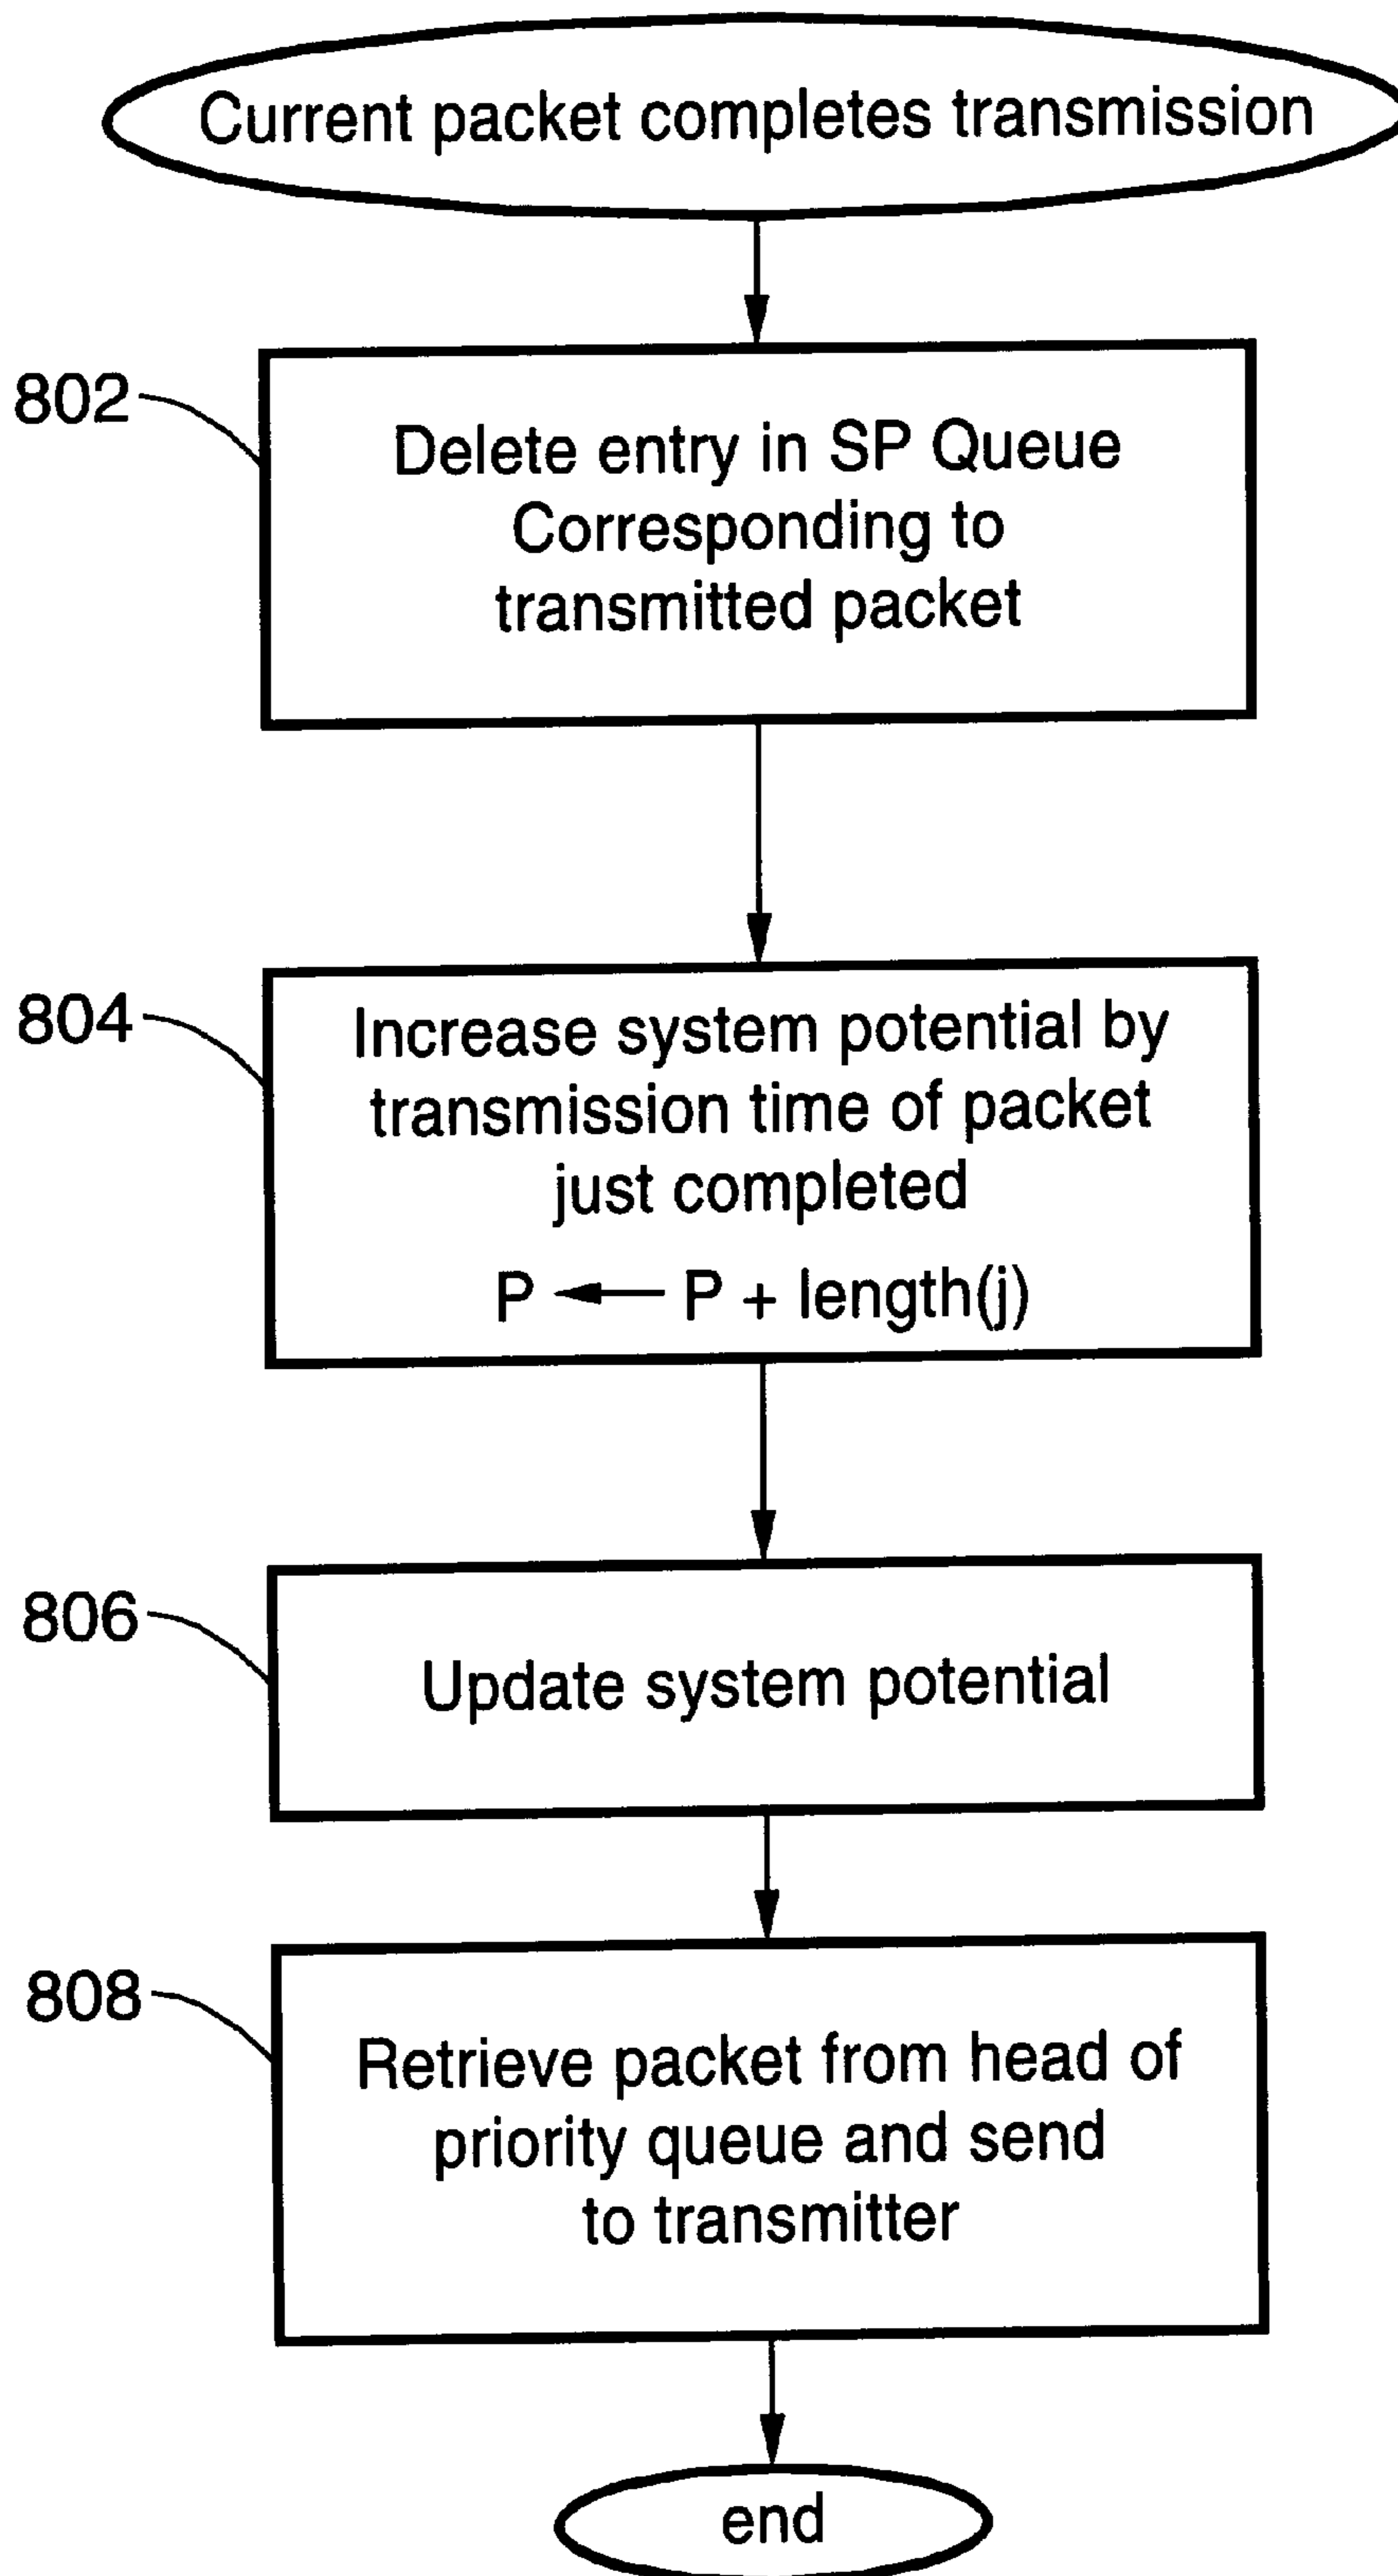 Current packet completes transmission
802
Delete entry in SP Queue
Corresponding to
transmitted packet
804
Increase system potential by
transmission time of packet
just completed
P ← P + length(j)
806
Update system potential
808
Retrieve packet from head of
priority queue and send
to transmitter
end